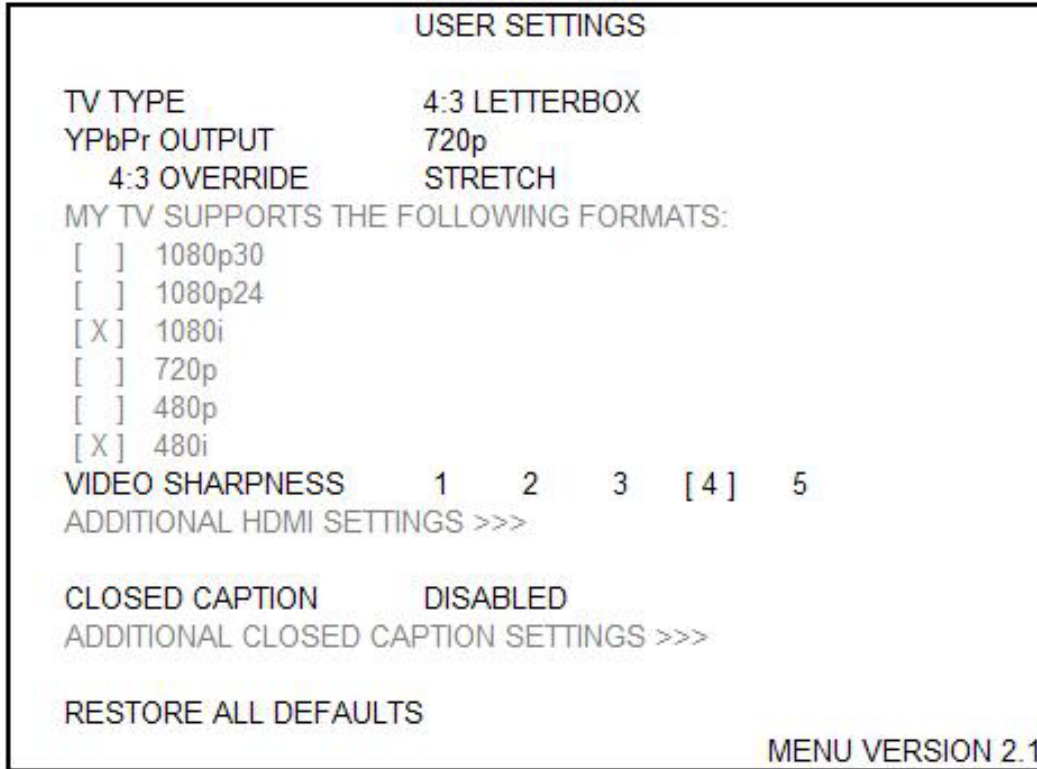 USER SETTINGS
TV TYPE 4:3 LETTERBOX
YPbPr OUTPUT 720p
4:3 OVERRIDE STRETCH
MY TV SUPPORTS THE FOLLOWING FORMATS:
[ ] 1080p30
[ ] 1080p24
[ X ] 1080i
[ ] 720p
[ ] 480p
[ X ] 480i
VIDEO SHARPNESS 1 2 3 [ 4 ] 5
ADDITIONAL HDMI SETTINGS >>>
CLOSED CAPTION DISABLED
ADDITIONAL CLOSED CAPTION SETTINGS >>>
RESTORE ALL DEFAULTS
MENU VERSION 2.1